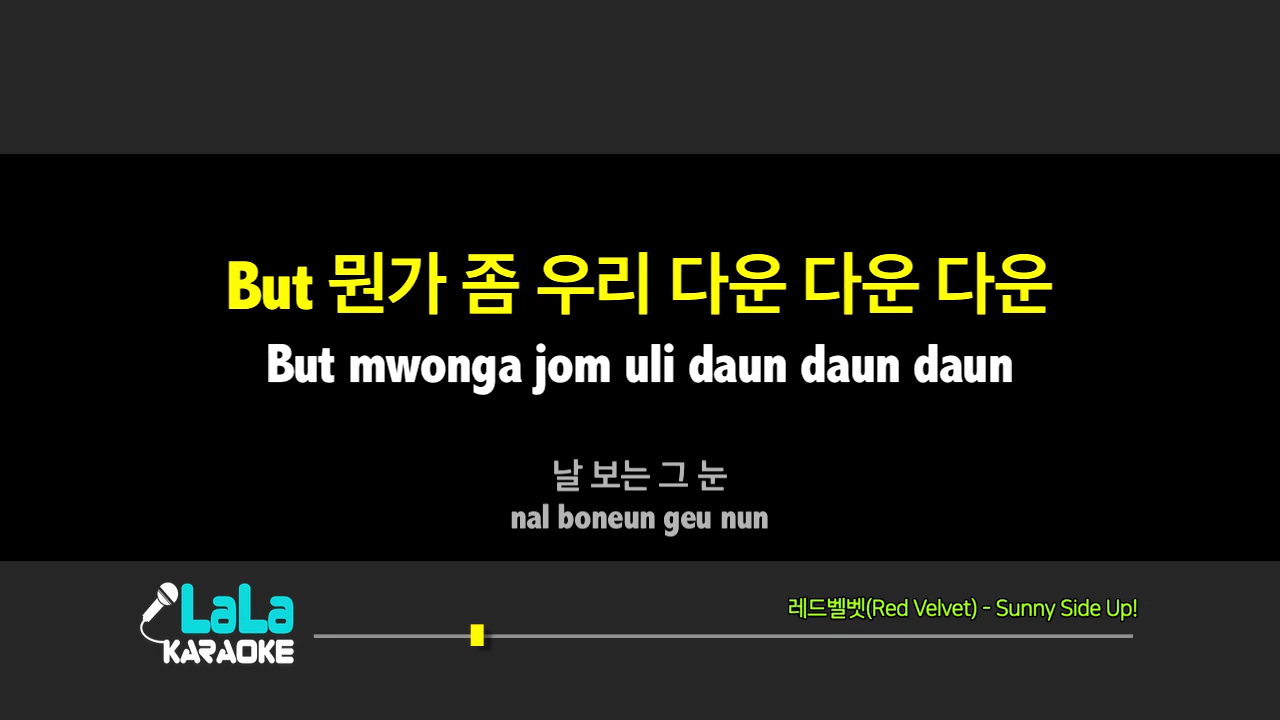 But 뭔가 좀 우리 다운 다운 다운
But mwonga jom uli daun daun daun
날 보는 그 눈
nal boneun geu nun
레드벨벳(Red Velvet) - Sunny Side Up!
LaLa
KARAOKE